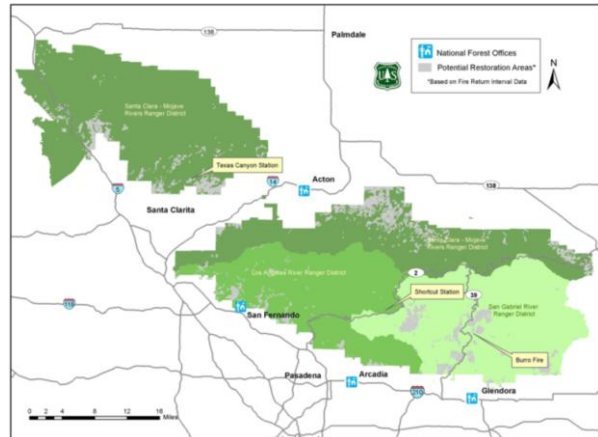 138
Palmdale
National Forest Offices
Potential Restoration Areas*
*Based on Fire Return Interval Data
N
Santa Clara - Mojave
Rivers Ranger District
Texas Canyon Station
5
14
Acton
138
Santa Clarita
Santa Clara - Mojave
Rivers Ranger District
Los Angeles River Ranger District
2
39
Shortcut Station
San Gabriel River
Ranger District
San Fernando
Burro Fire
Pasadena
Arcadia
210
Glendora
0 2 4 8 12 16
Miles